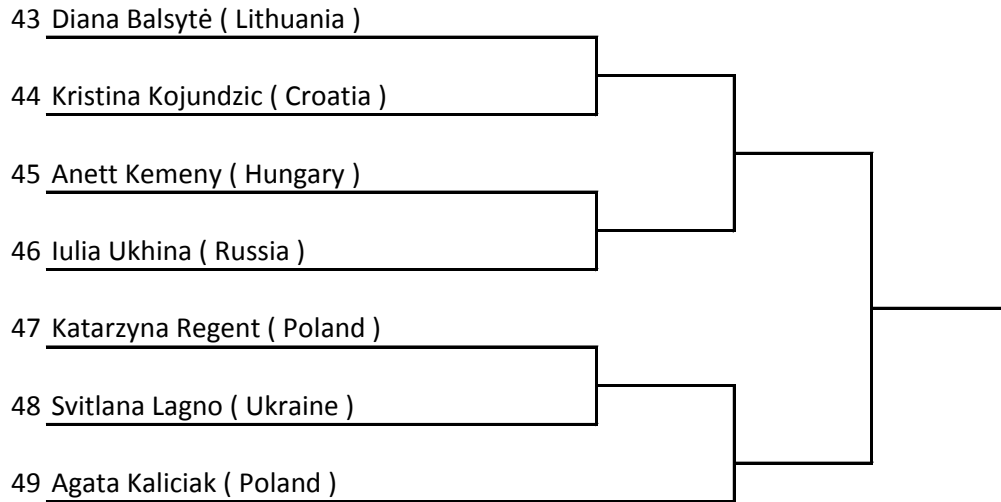 43 Diana Balsytė ( Lithuania )
44 Kristina Kojundzic ( Croatia )
45 Anett Kemeny ( Hungary )
46 Iulia Ukhina ( Russia )
47 Katarzyna Regent ( Poland )
48 Svitlana Lagno ( Ukraine )
49 Agata Kaliciak ( Poland )